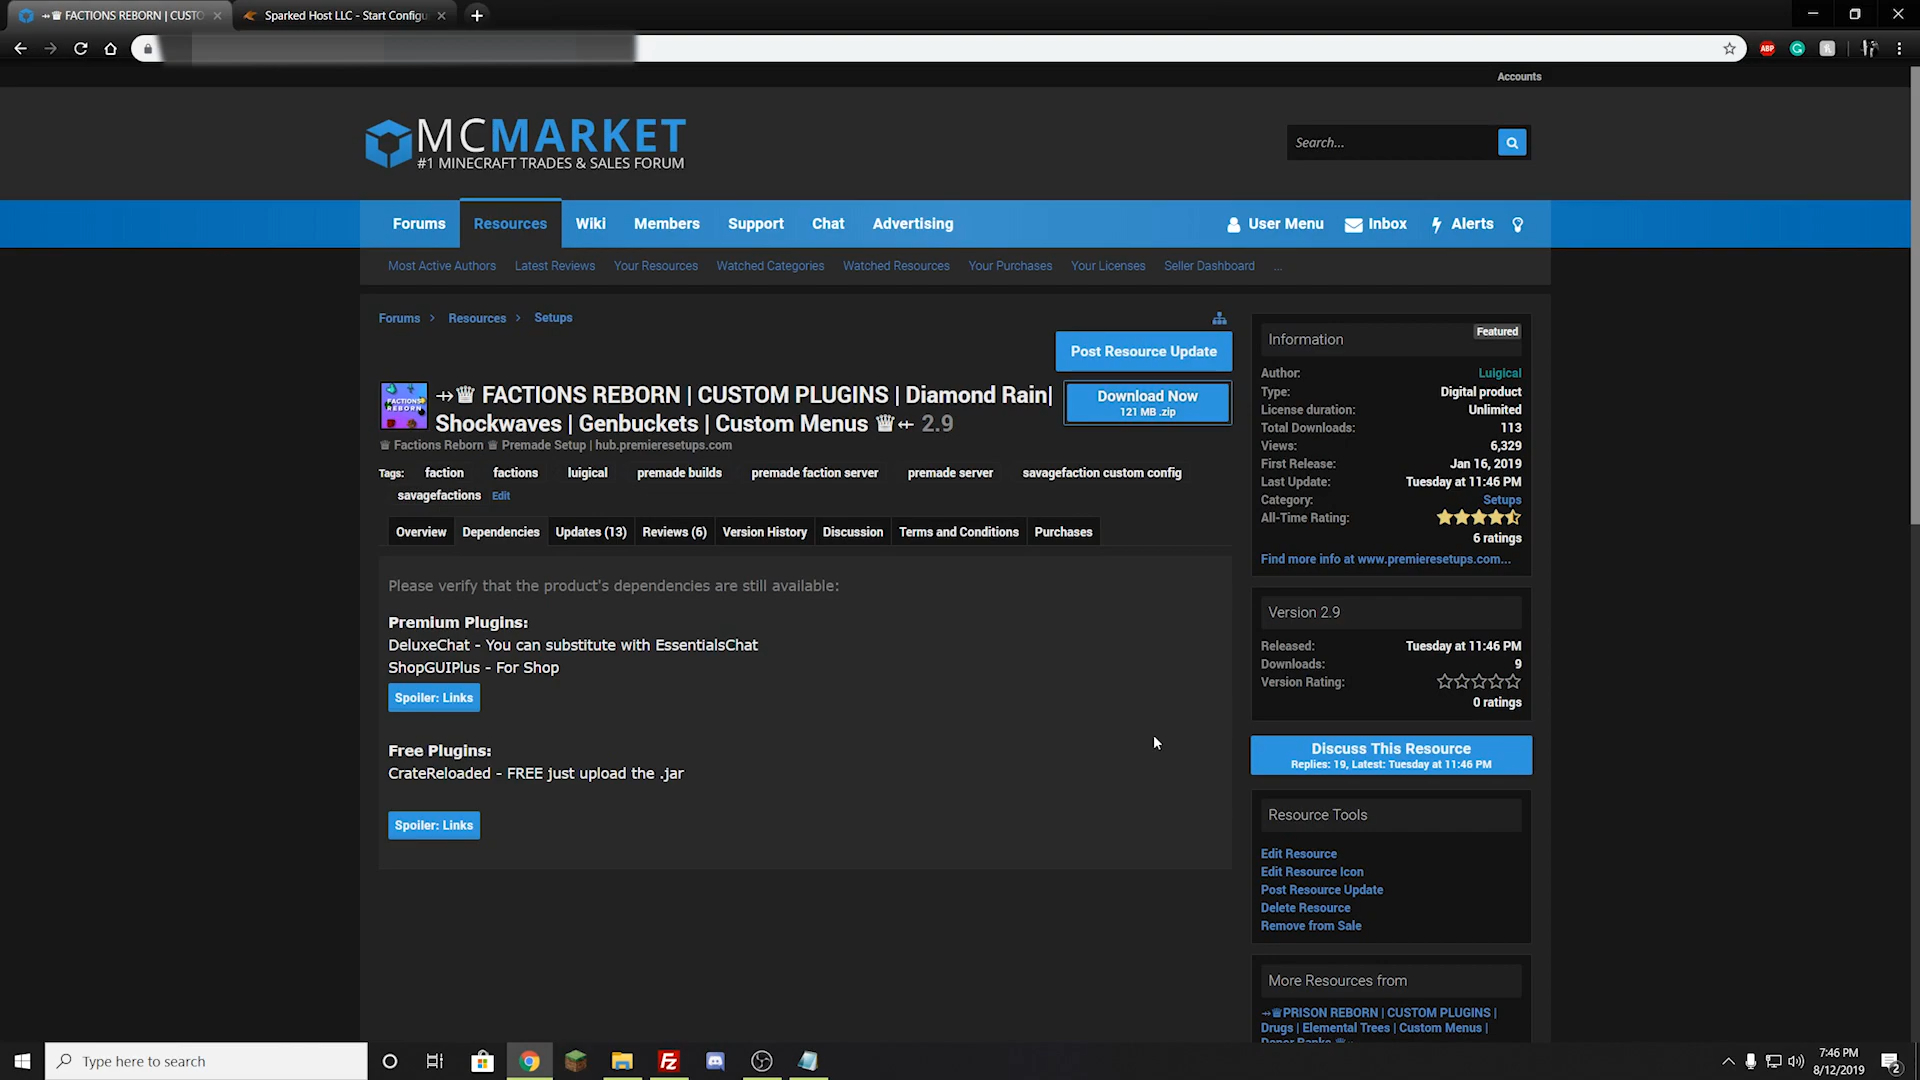 ⇸♕ FACTIONS REBORN | CUSTO
Sparked Host LLC - Start Configu
ABP
Accounts
MCMARKET
#1 MINECRAFT TRADES & SALES FORUM
Search...
Forums
Resources
Wiki
Members
Support
Chat
Advertising
User Menu
Inbox
Alerts
Most Active Authors
Latest Reviews
Your Resources
Watched Categories
Watched Resources
Your Purchases
Your Licenses
Seller Dashboard
...
Forums > Resources > Setups
Post Resource Update
FACTIONS
REBORN
⇸♕ FACTIONS REBORN | CUSTOM PLUGINS | Diamond Rain|
Shockwaves | Genbuckets | Custom Menus ♕⇷ 2.9
♕ Factions Reborn ♕ Premade Setup | hub.premieresetups.com
Download Now
121 MB .zip
Tags: faction factions luigical premade builds premade faction server premade server savagefaction custom config
savagefactions Edit
Overview
Dependencies
Updates (13)
Reviews (6)
Version History
Discussion
Terms and Conditions
Purchases
Please verify that the product's dependencies are still available:
Premium Plugins:
DeluxeChat - You can substitute with EssentialsChat
ShopGUIPlus - For Shop
Spoiler: Links
Free Plugins:
CrateReloaded - FREE just upload the .jar
Spoiler: Links
Information
Featured
Author: Luigical
Type: Digital product
License duration: Unlimited
Total Downloads: 113
Views: 6,329
First Release: Jan 16, 2019
Last Update: Tuesday at 11:46 PM
Category: Setups
All-Time Rating:
6 ratings
Find more info at www.premieresetups.com...
Version 2.9
Released: Tuesday at 11:46 PM
Downloads: 9
Version Rating:
0 ratings
Discuss This Resource
Replies: 19, Latest: Tuesday at 11:46 PM
Resource Tools
Edit Resource
Edit Resource Icon
Post Resource Update
Delete Resource
Remove from Sale
More Resources from
⇸♕PRISON REBORN | CUSTOM PLUGINS |
Drugs | Elemental Trees | Custom Menus |
Type here to search
Fz
7:46 PM
8/12/2019
2